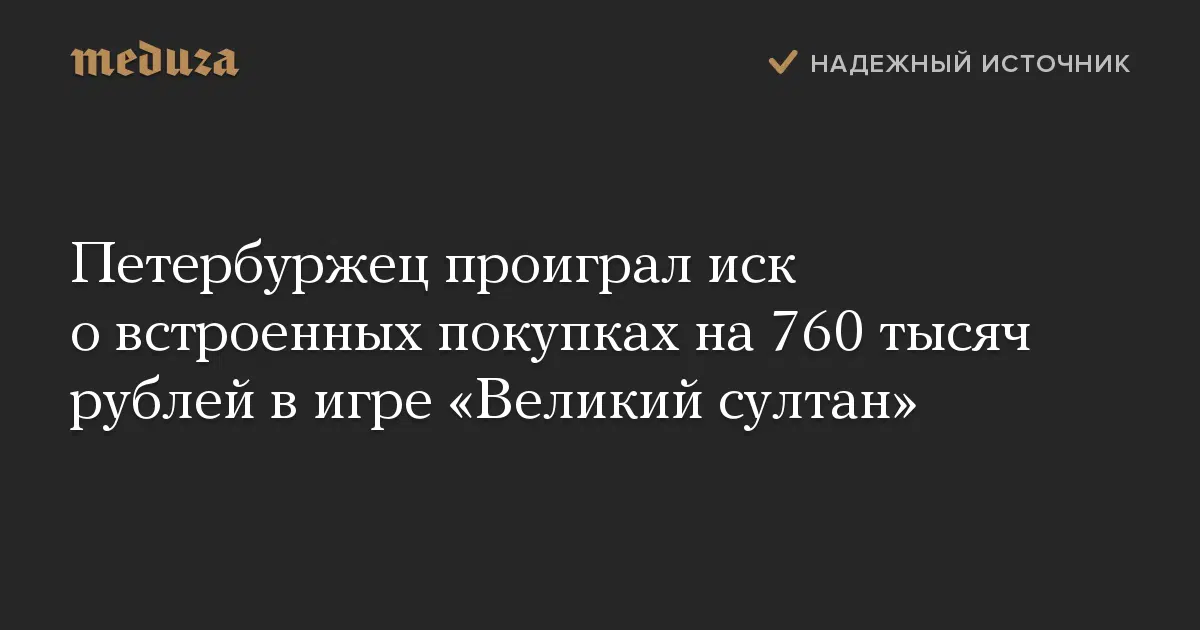 meduza
НАДЕЖНЫЙ ИСТОЧНИК
Петербуржец проиграл иск
о встроенных покупках на 760 тысяч
рублей в игре «Великий султан»